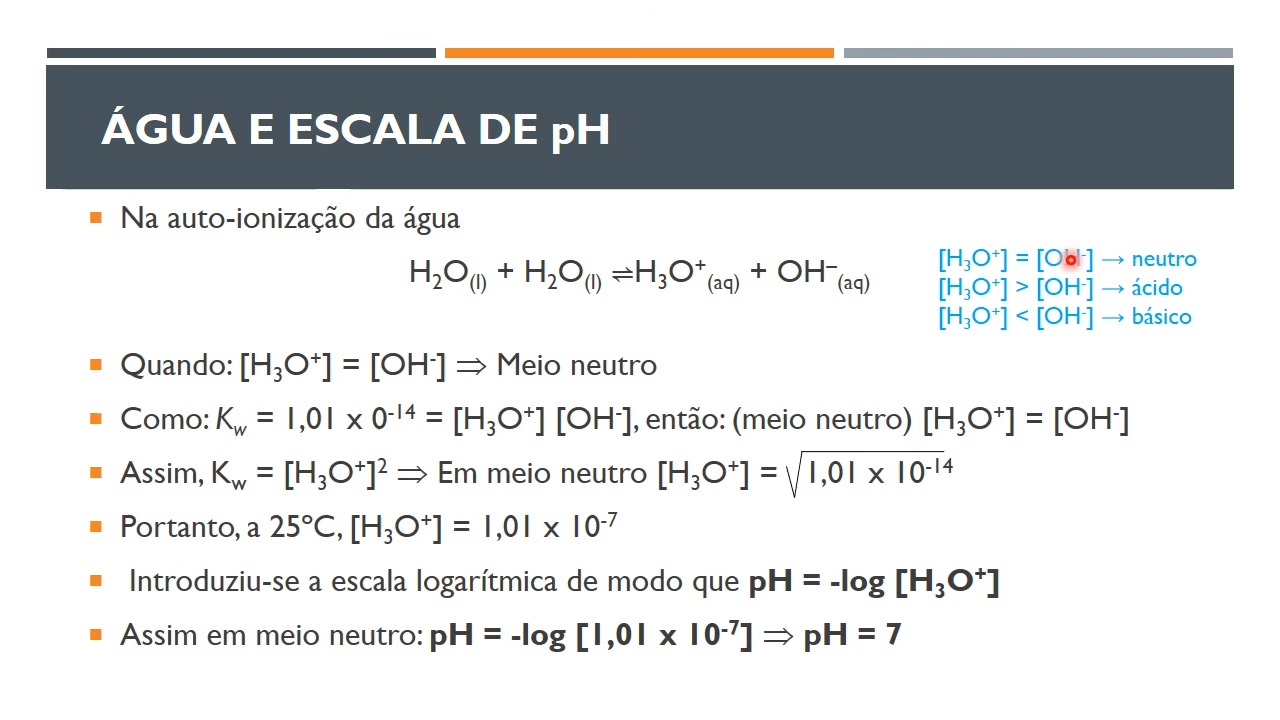 ÁGUA E ESCALA DE pH
Na auto-ionização da água
H₂O(l) + H₂O(l) ⇌H₃O⁺(aq) + OH⁻(aq)
[H₃O⁺] = [OH⁻] → neutro
[H₃O⁺] > [OH⁻] → ácido
[H₃O⁺] < [OH⁻] → básico
Quando: [H₃O⁺] = [OH⁻] ⇒ Meio neutro
Como: Kw = 1,01 x 0⁻¹⁴ = [H₃O⁺] [OH⁻], então: (meio neutro) [H₃O⁺] = [OH⁻]
Assim, Kw = [H₃O⁺]² ⇒ Em meio neutro [H₃O⁺] = √1,01 x 10⁻¹⁴
Portanto, a 25°C, [H₃O⁺] = 1,01 x 10⁻⁷
Introduziu-se a escala logarítmica de modo que pH = -log [H₃O⁺]
Assim em meio neutro: pH = -log [1,01 x 10⁻⁷] ⇒ pH = 7